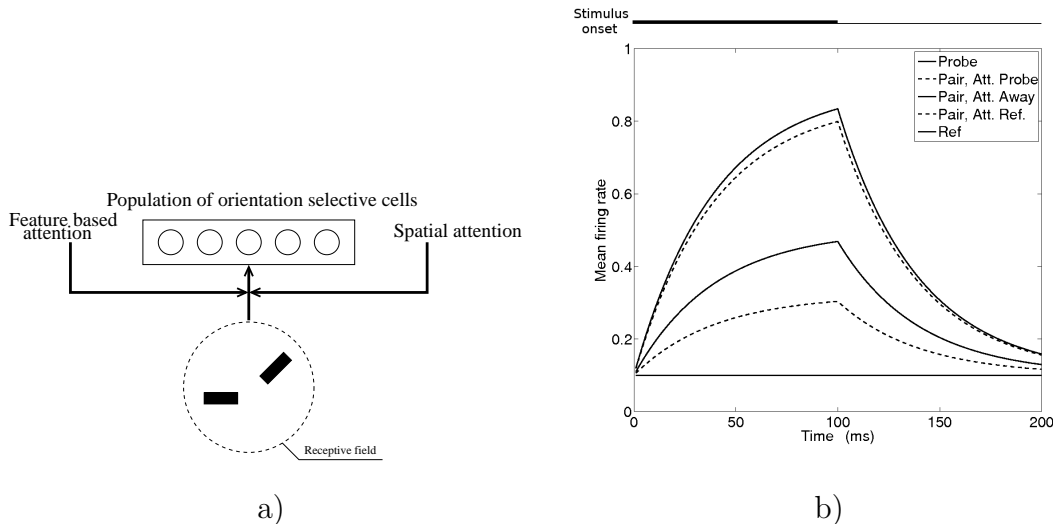 Population of orientation selective cells
Feature based
attention
Spatial attention
Receptive field
a)
Stimulus
onset
1
0.8
0.6
0.4
0.2
0
Mean firing rate
Probe
Pair, Att. Probe
Pair, Att. Away
Pair, Att. Ref.
Ref
0 50 100 150 200
Time (ms)
b)